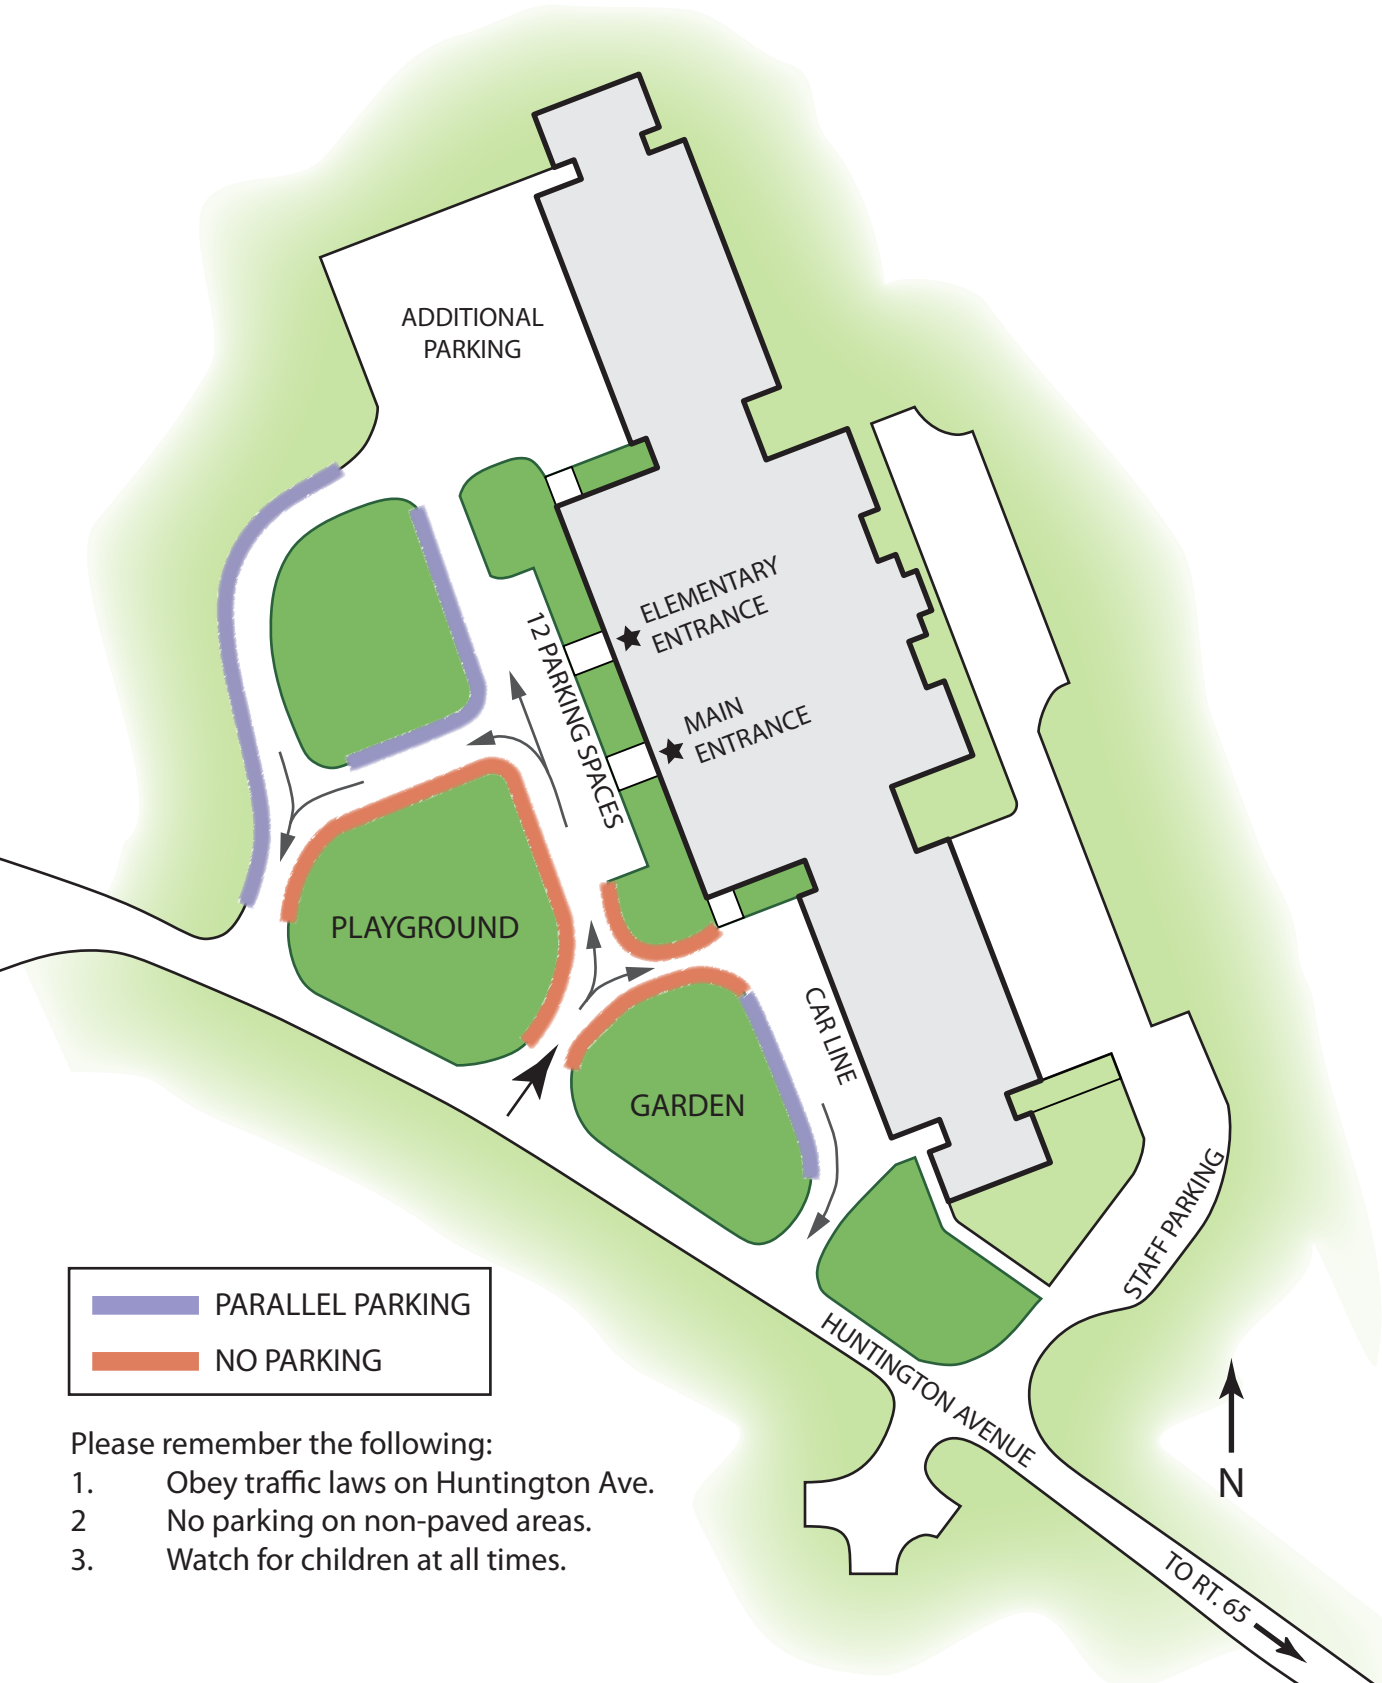 ADDITIONAL
PARKING
ELEMENTARY
ENTRANCE
12 PARKING SPACES
MAIN
ENTRANCE
PLAYGROUND
CAR LINE
GARDEN
STAFF PARKING
HUNTINGTON AVENUE
PARALLEL PARKING
NO PARKING
N
TO RT. 65
Please remember the following:
1. Obey traffic laws on Huntington Ave.
2 No parking on non-paved areas.
3. Watch for children at all times.